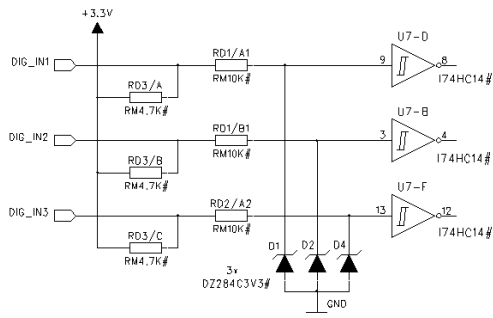 +3.3V
DIG_IN1
RD1/A1
RM10K#
U7-D
9
8
I74HC14#
RD3/A
RM4.7K#
DIG_IN2
RD1/B1
RM10K#
U7-B
3
4
I74HC14#
RD3/B
RM4.7K#
DIG_IN3
RD2/A2
RM10K#
U7-F
13
12
I74HC14#
RD3/C
RM4.7K#
D1
D2
D4
3x
DZ284C3V3#
GND